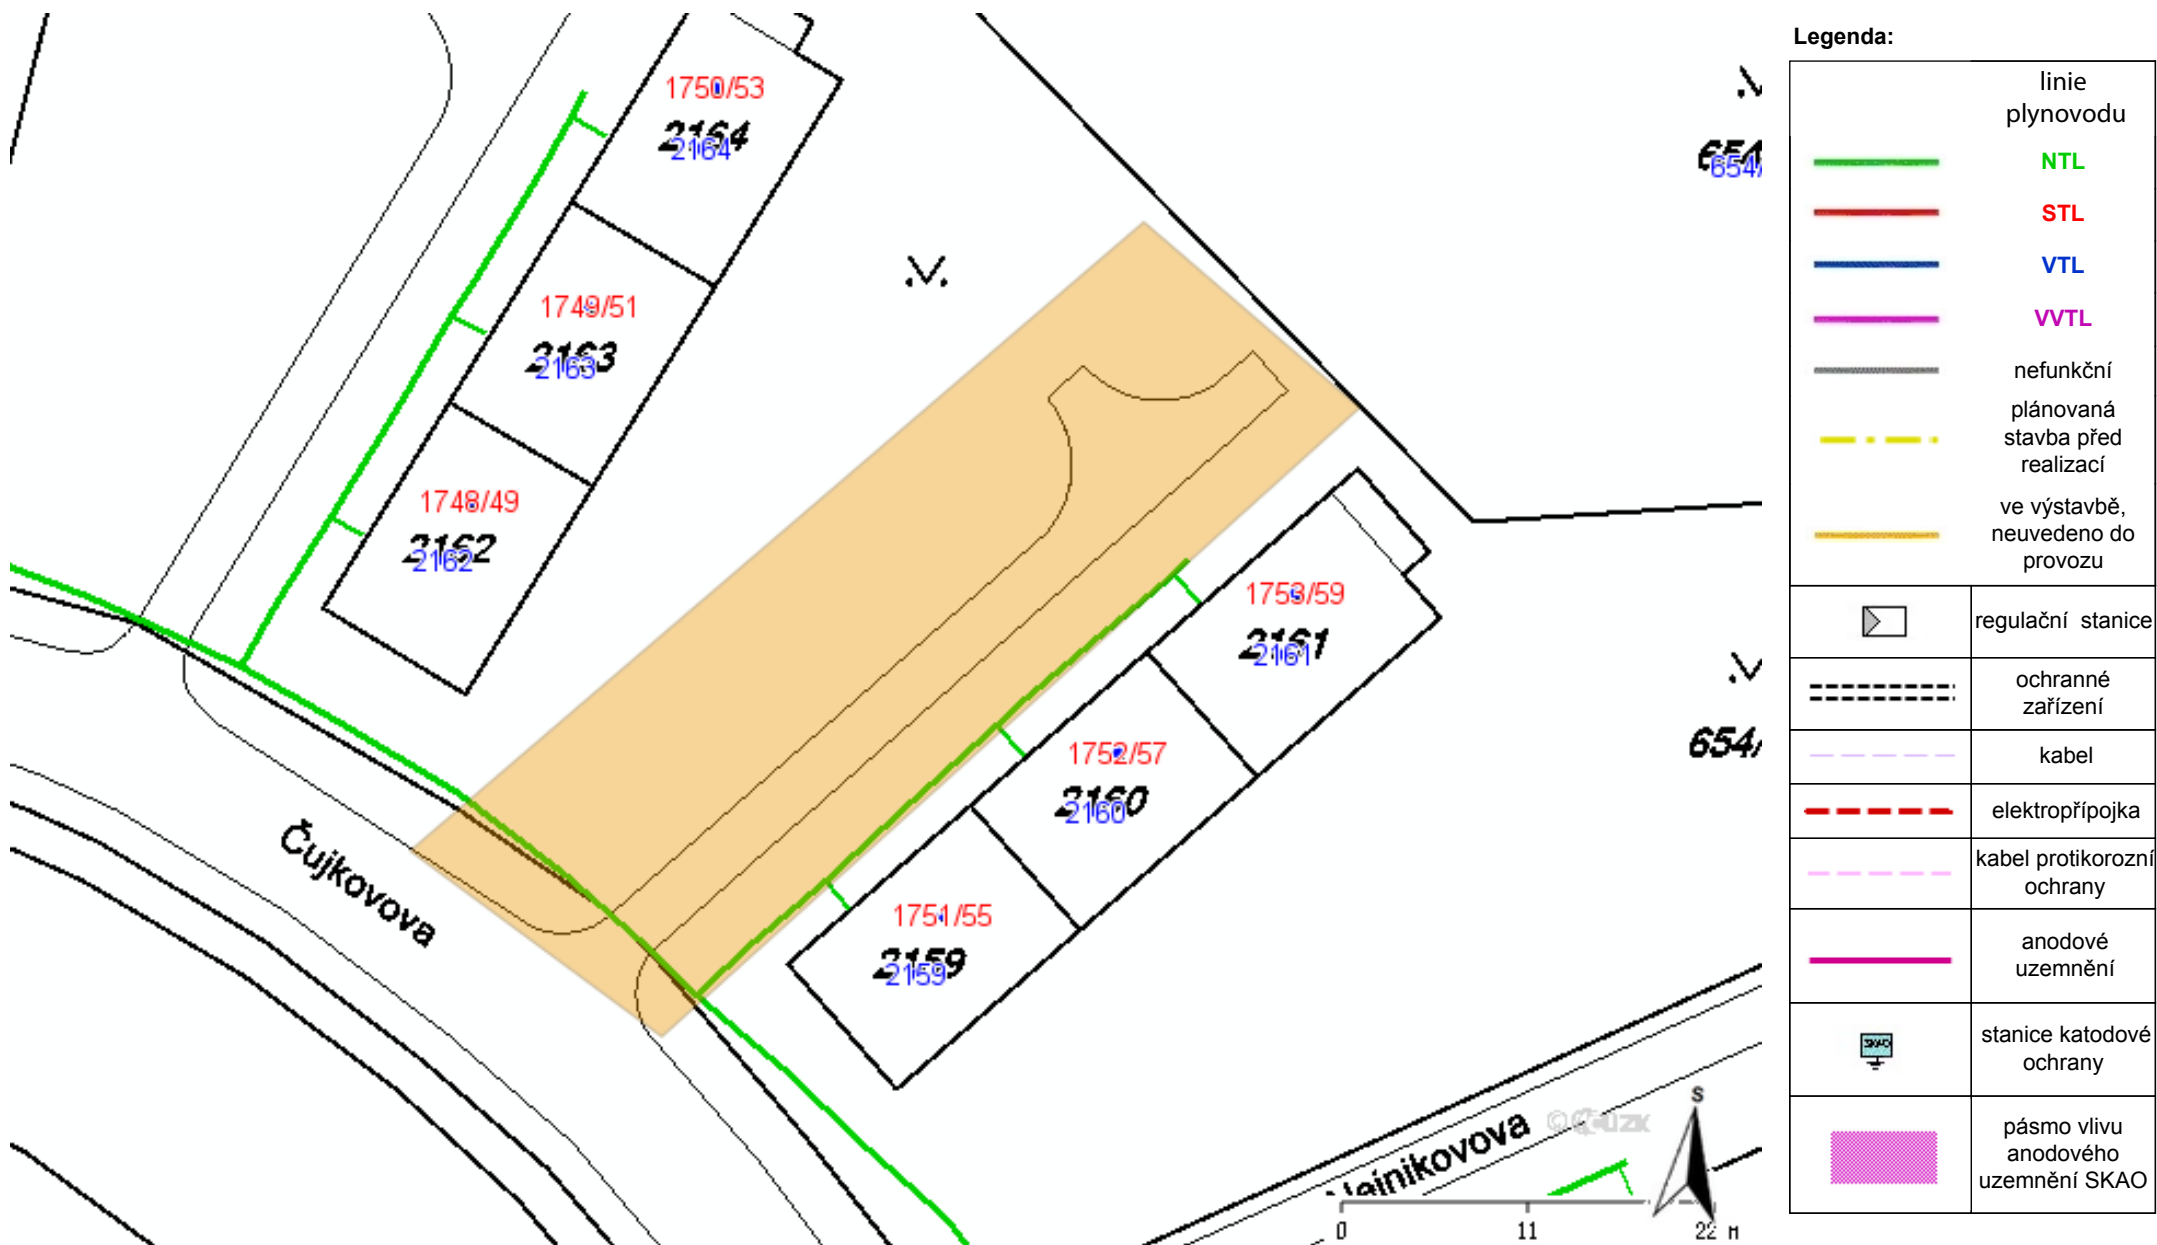 1750/53
2164
2164
1749/51
2163
2163
1748/49
2162
2162
1753/59
2161
2161
1752/57
2160
2160
1751/55
2159
2159
654/
654/
Čujkovova
S
0 11 22 M
Legenda:
linie
plynovodu
NTL
STL
VTL
VVTL
nefunkční
plánovaná
stavba před
realizací
ve výstavbě,
neuvedeno do
provozu
regulační stanice
ochranné
zařízení
kabel
elektropřípojka
kabel protikorozní
ochrany
anodové
uzemnění
SKAO
stanice katodové
ochrany
pásmo vlivu
anodového
uzemnění SKAO